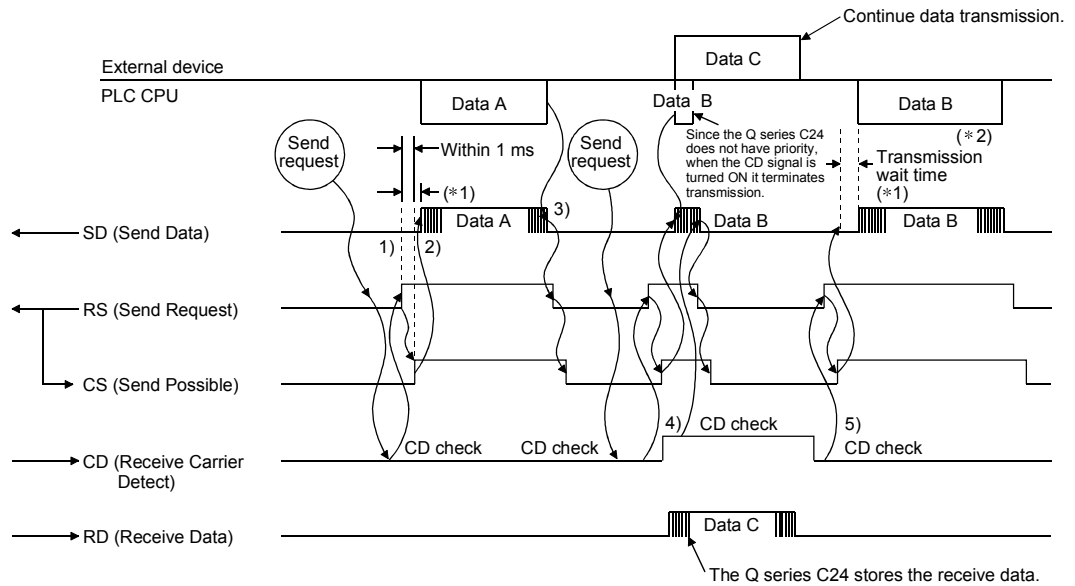 Continue data transmission.
Data C
External device
PLC CPU
Data A
Data B
Data B
Send
request
Within 1 ms
(*1)
Send
request
Since the Q series C24
does not have priority,
when the CD signal is
turned ON it terminates
transmission.
(*2)
Transmission
wait time
(*1)
SD (Send Data)
1)
2)
Data A
3)
Data B
Data B
RS (Send Request)
CS (Send Possible)
4)
5)
CD check
CD check
CD check
CD check
CD (Receive Carrier
Detect)
RD (Receive Data)
Data C
The Q series C24 stores the receive data.